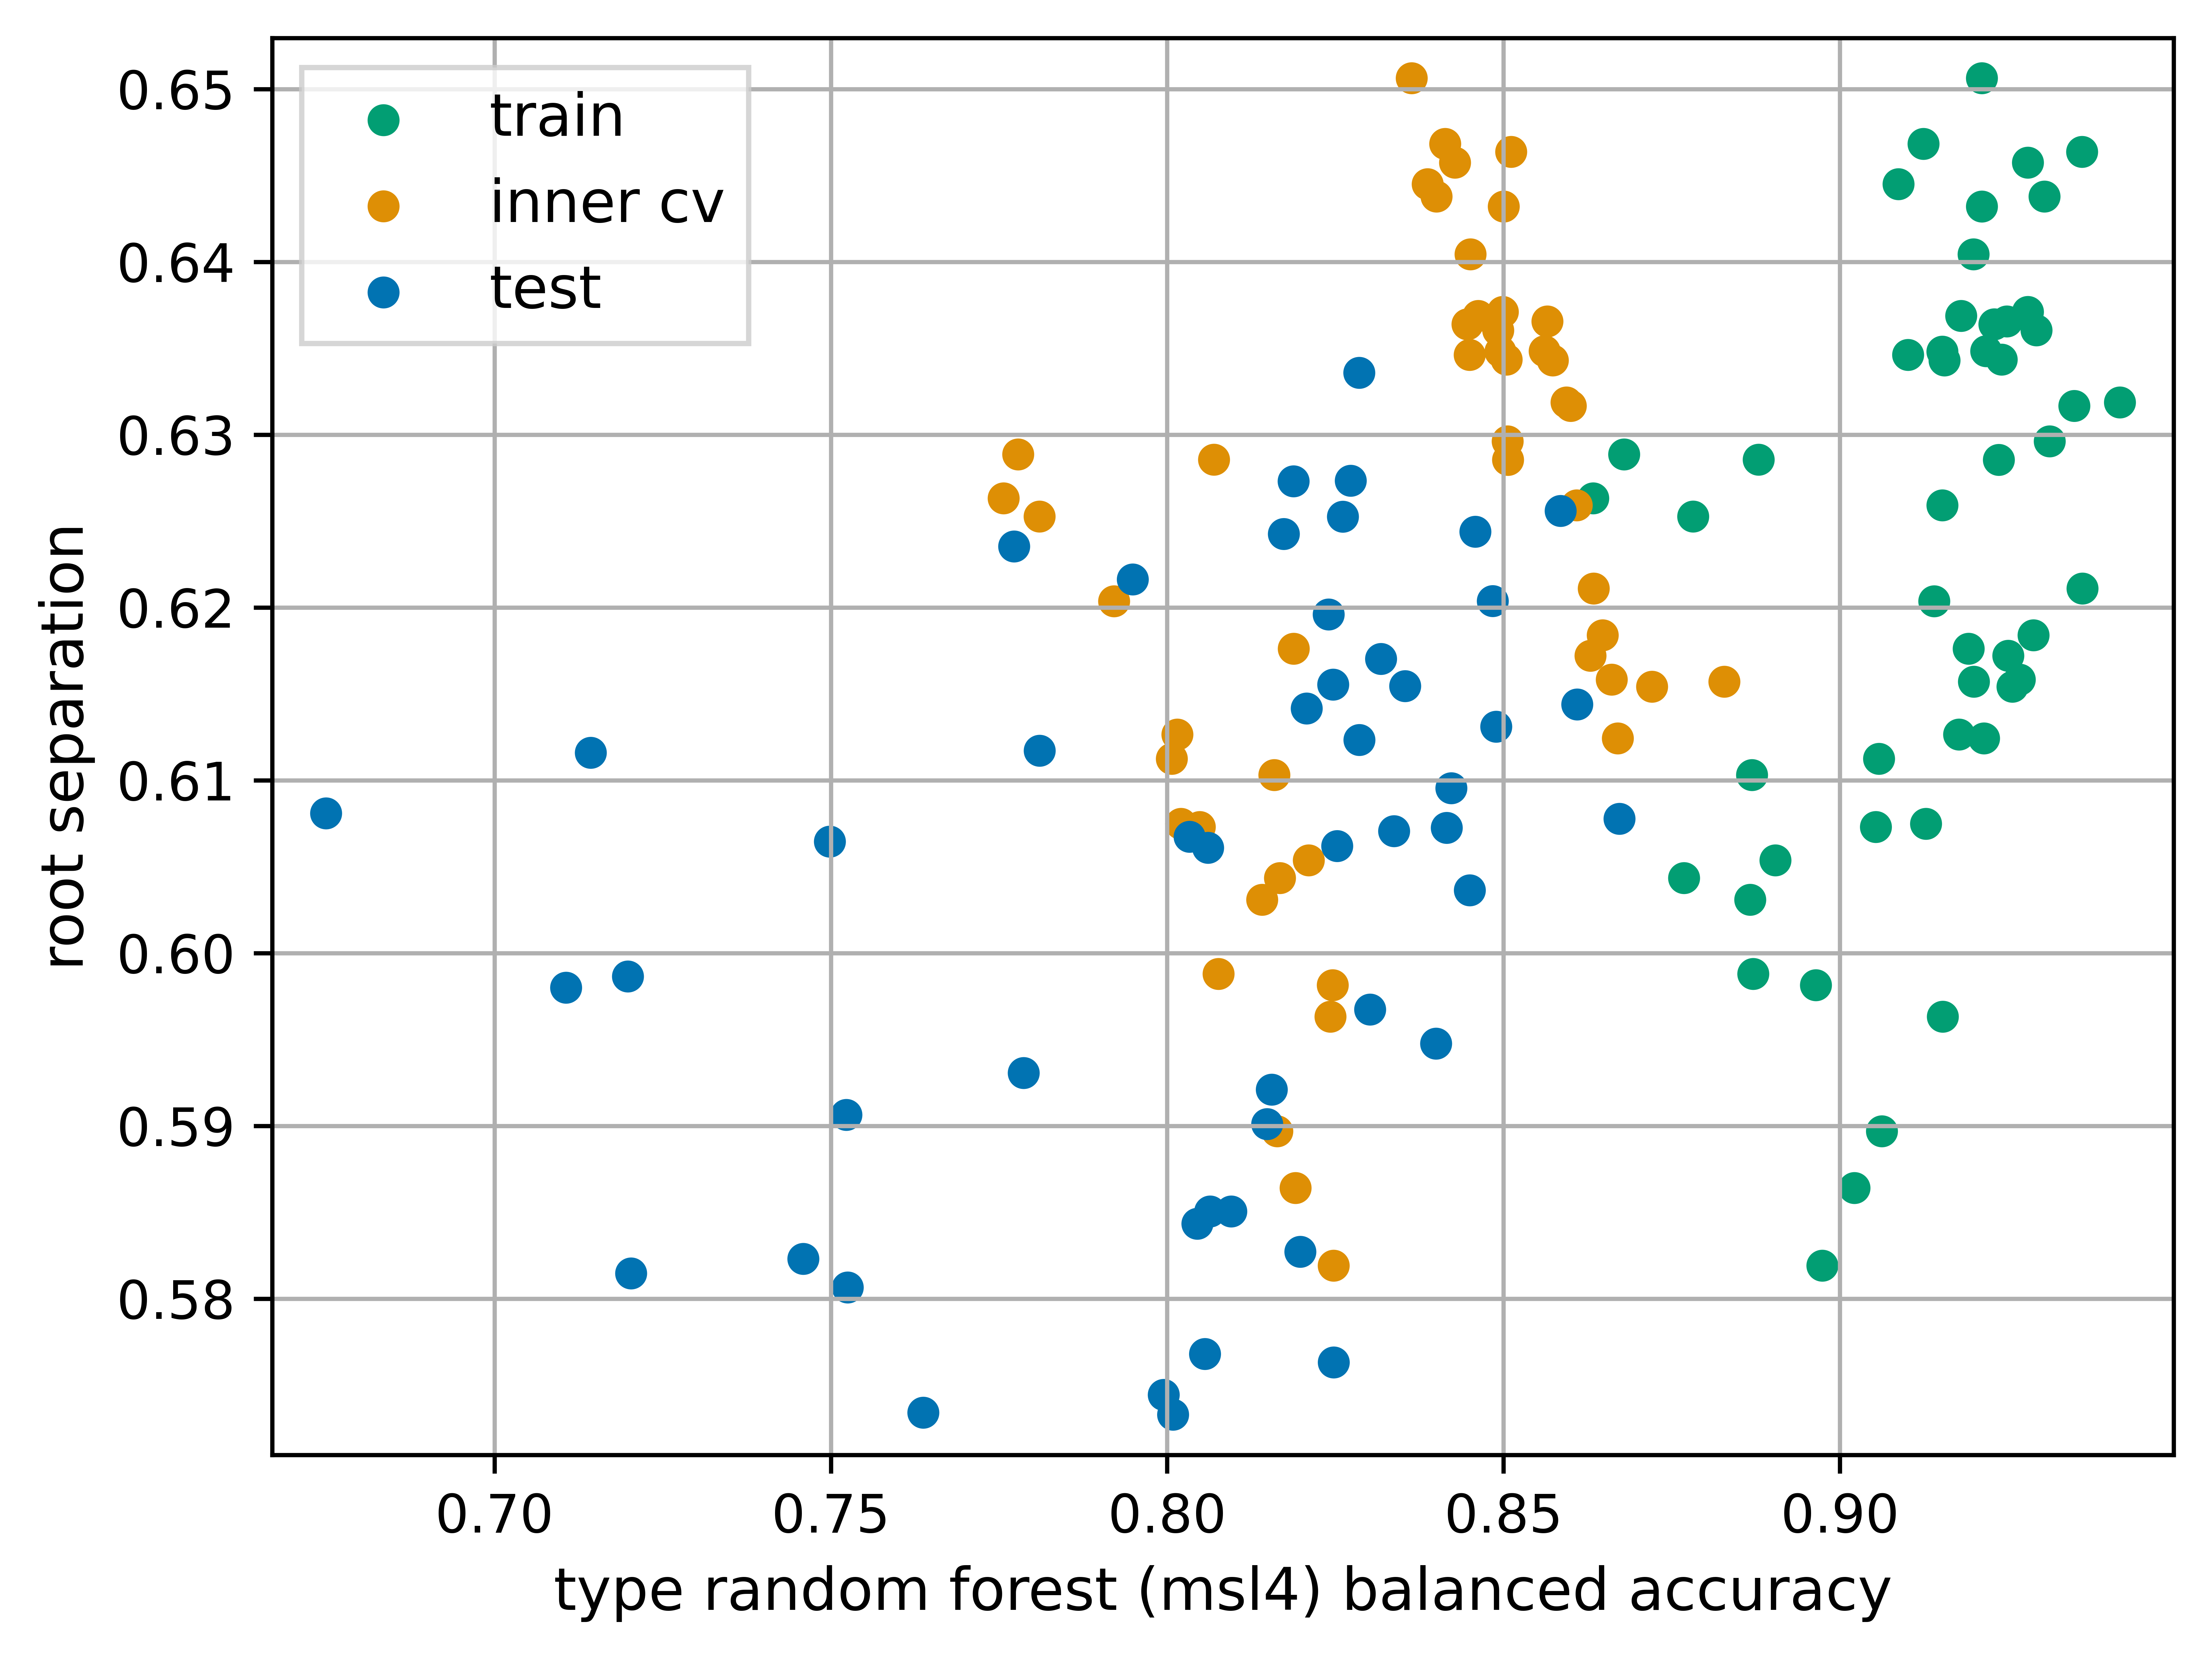 train
inner cv
test
root separation
0.65
0.64
0.63
0.62
0.61
0.60
0.59
0.58
0.70
0.75
0.80
0.85
0.90
type random forest (msl4) balanced accuracy